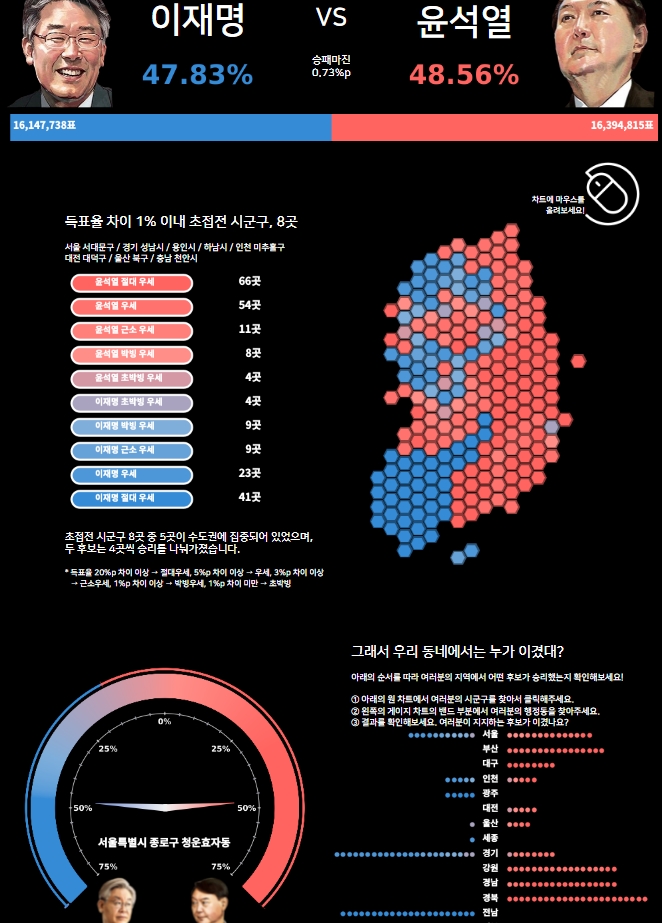 이재명
VS
윤석열
47.83%
승패마진
0.73%p
48.56%
16,147,738표
16,394,815표
차트에 마우스를
올려보세요!
득표율 차이 1% 이내 초접전 시군구, 8곳
서울 서대문구 / 경기 성남시 / 용인시 / 하남시 / 인천 미추홀구
대전 대덕구 / 울산 북구 / 충남 천안시
윤석열 절대 우세 66곳
윤석열 우세 54곳
윤석열 근소 우세 11곳
윤석열 박빙 우세 8곳
윤석열 초박빙 우세 4곳
이재명 초박빙 우세 4곳
이재명 박빙 우세 9곳
이재명 근소 우세 9곳
이재명 우세 23곳
이재명 절대 우세 41곳
초접전 시군구 8곳 중 5곳이 수도권에 집중되어 있었으며,
두 후보는 4곳씩 승리를 나눠가졌습니다.
* 득표율 20%p 차이 이상 → 절대우세, 5%p 차이 이상 → 우세, 3%p 차이 이상
→ 근소우세, 1%p 차이 이상 → 박빙우세, 1%p 차이 미만 → 초박빙
그래서 우리 동네에서는 누가 이겼대?
아래의 순서를 따라 여러분의 지역에서 어떤 후보가 승리했는지 확인해보세요!
① 아래의 원 차트에서 여러분의 시군구를 찾아서 클릭해주세요.
② 왼쪽의 게이지 차트의 밴드 부분에서 여러분의 행정동을 찾아주세요.
③ 결과를 확인해보세요. 여러분이 지지하는 후보가 이겼나요?
0%
25%
25%
50%
50%
서울특별시 종로구 청운효자동
75%
75%
서울
부산
대구
인천
광주
대전
울산
세종
경기
강원
경남
경북
전남